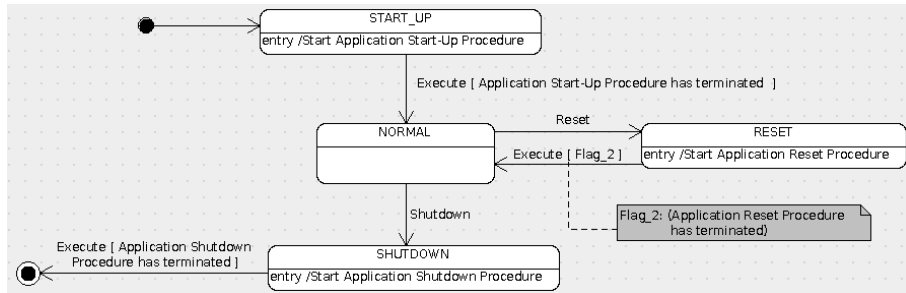 START_UP
entry /Start Application Start-Up Procedure
Execute [ Application Start-Up Procedure has terminated ]
NORMAL
Reset
RESET
entry /Start Application Reset Procedure
Execute [ Flag_2 ]
Flag_2: (Application Reset Procedure
has terminated)
Shutdown
SHUTDOWN
entry /Start Application Shutdown Procedure
Execute [ Application Shutdown
Procedure has terminated ]